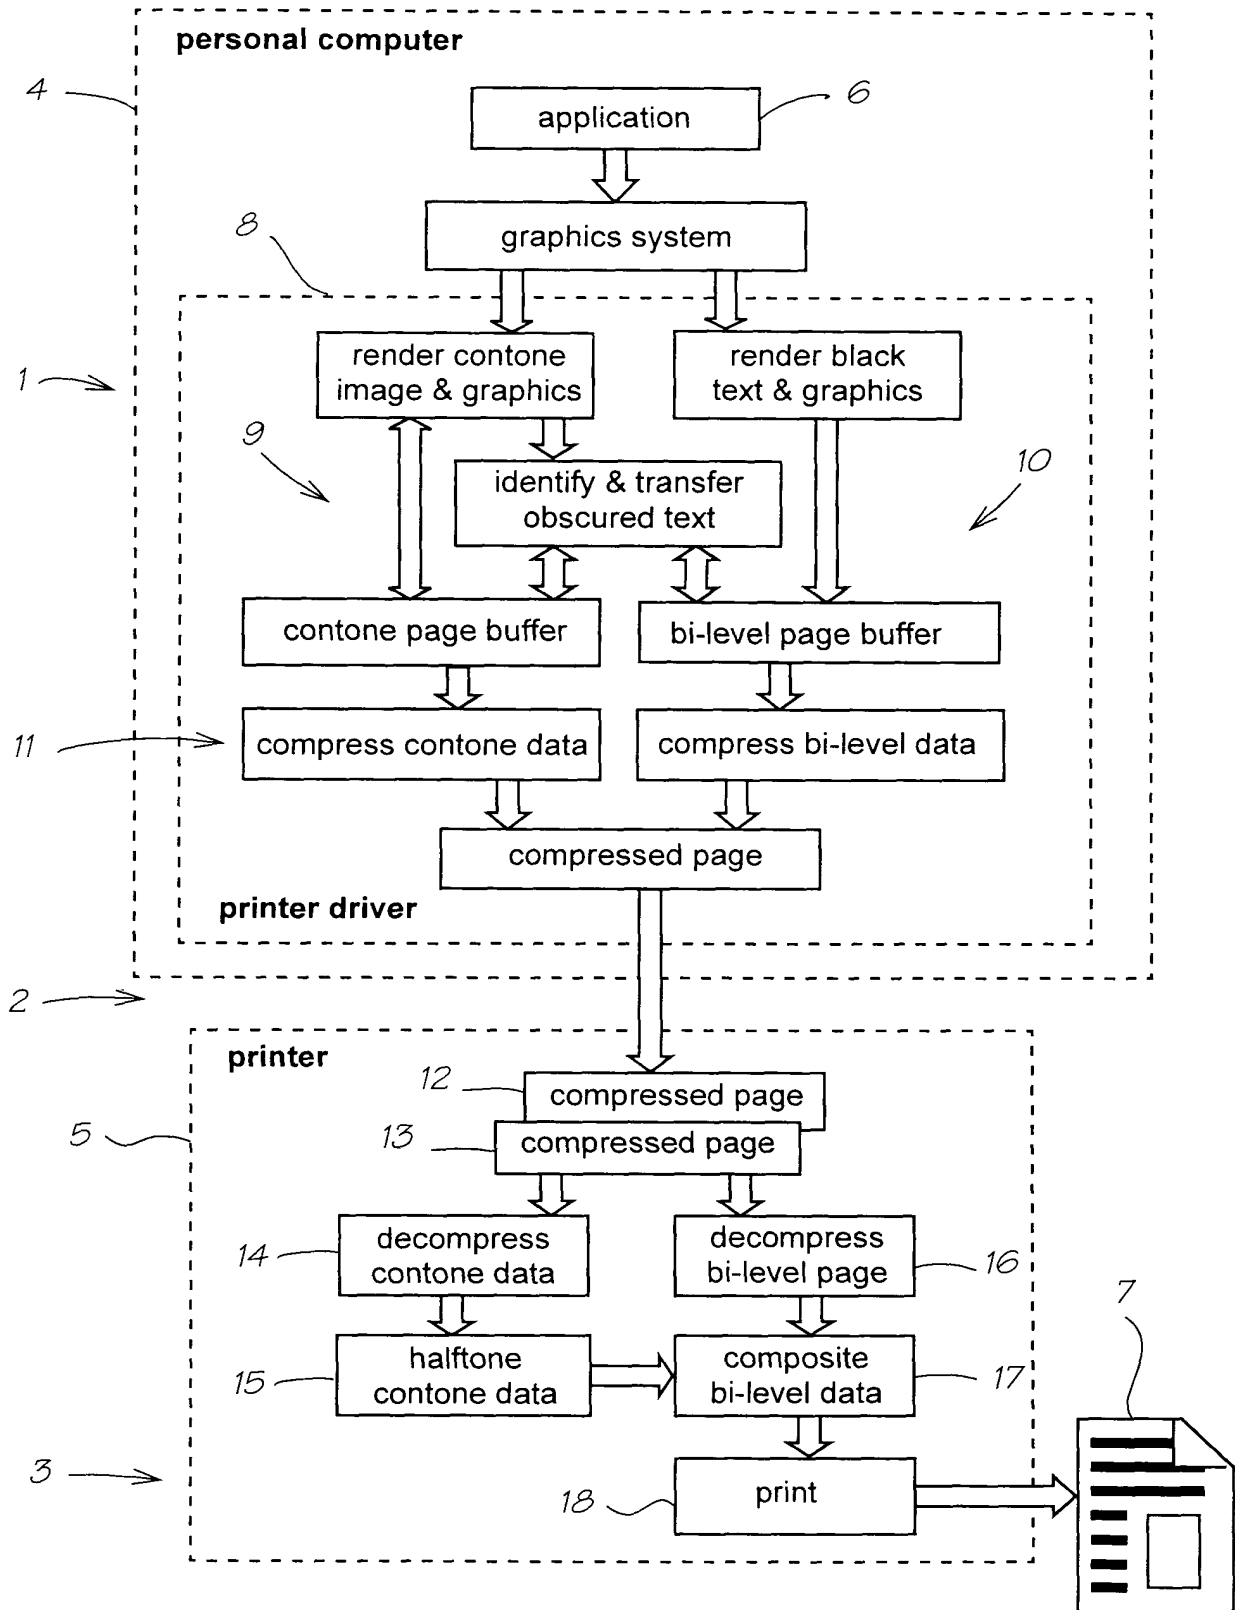 personal computer
4
application
6
graphics system
8
render contone
image & graphics
render black
text & graphics
1
9
identify & transfer
obscured text
10
contone page buffer
bi-level page buffer
11
compress contone data
compress bi-level data
compressed page
printer driver
2
printer
12
compressed page
5
13
compressed page
14
decompress
contone data
decompress
bi-level page
16
7
15
halftone
contone data
composite
bi-level data
17
3
18
print